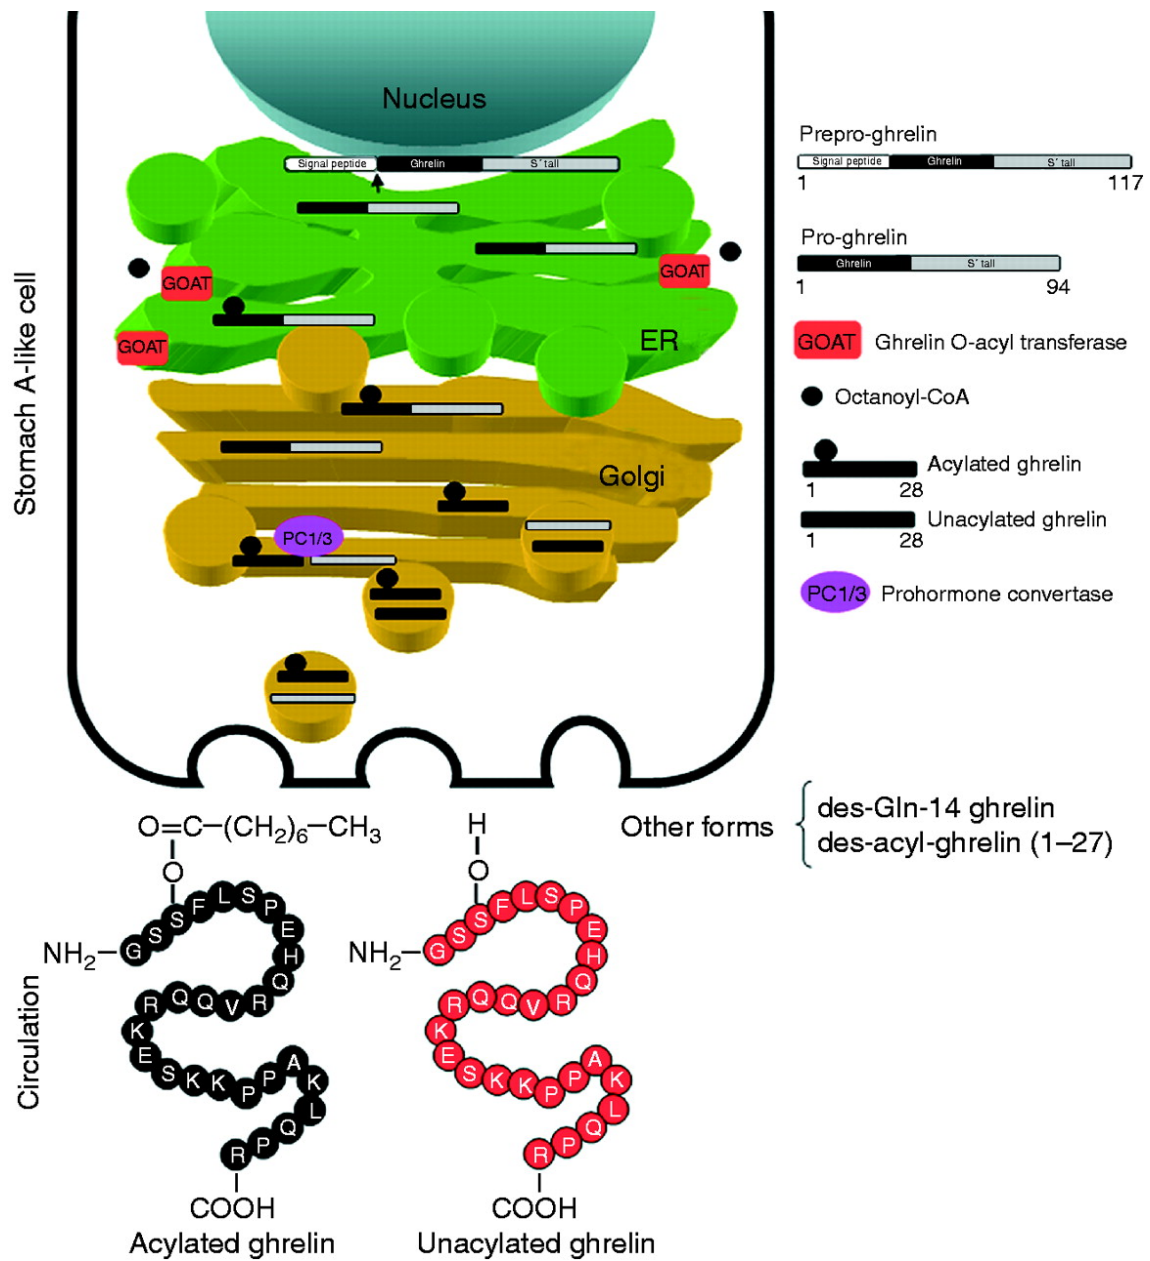 Nucleus
Signal peptide Ghrelin S' tall
GOAT
GOAT
GOAT
ER
Golgi
PC1/3
Stomach A-like cell
Prepro-ghrelin
Signal peptide Ghrelin S' tall
1 117
Pro-ghrelin
Ghrelin S' tall
1 94
GOAT Ghrelin O-acyl transferase
Octanoyl-CoA
Acylated ghrelin
1 28
Unacylated ghrelin
1 28
PC1/3 Prohormone convertase
Other forms
des-Gln-14 ghrelin
des-acyl-ghrelin (1–27)
Circulation
O=C–(CH2)6–CH3
O
NH2– G S S F L S P E H Q R V Q Q R K E S K K P P A K L Q P R
COOH
Acylated ghrelin
H
O
NH2– G S S F L S P E H Q R V Q Q R K E S K K P P A K L Q P R
COOH
Unacylated ghrelin